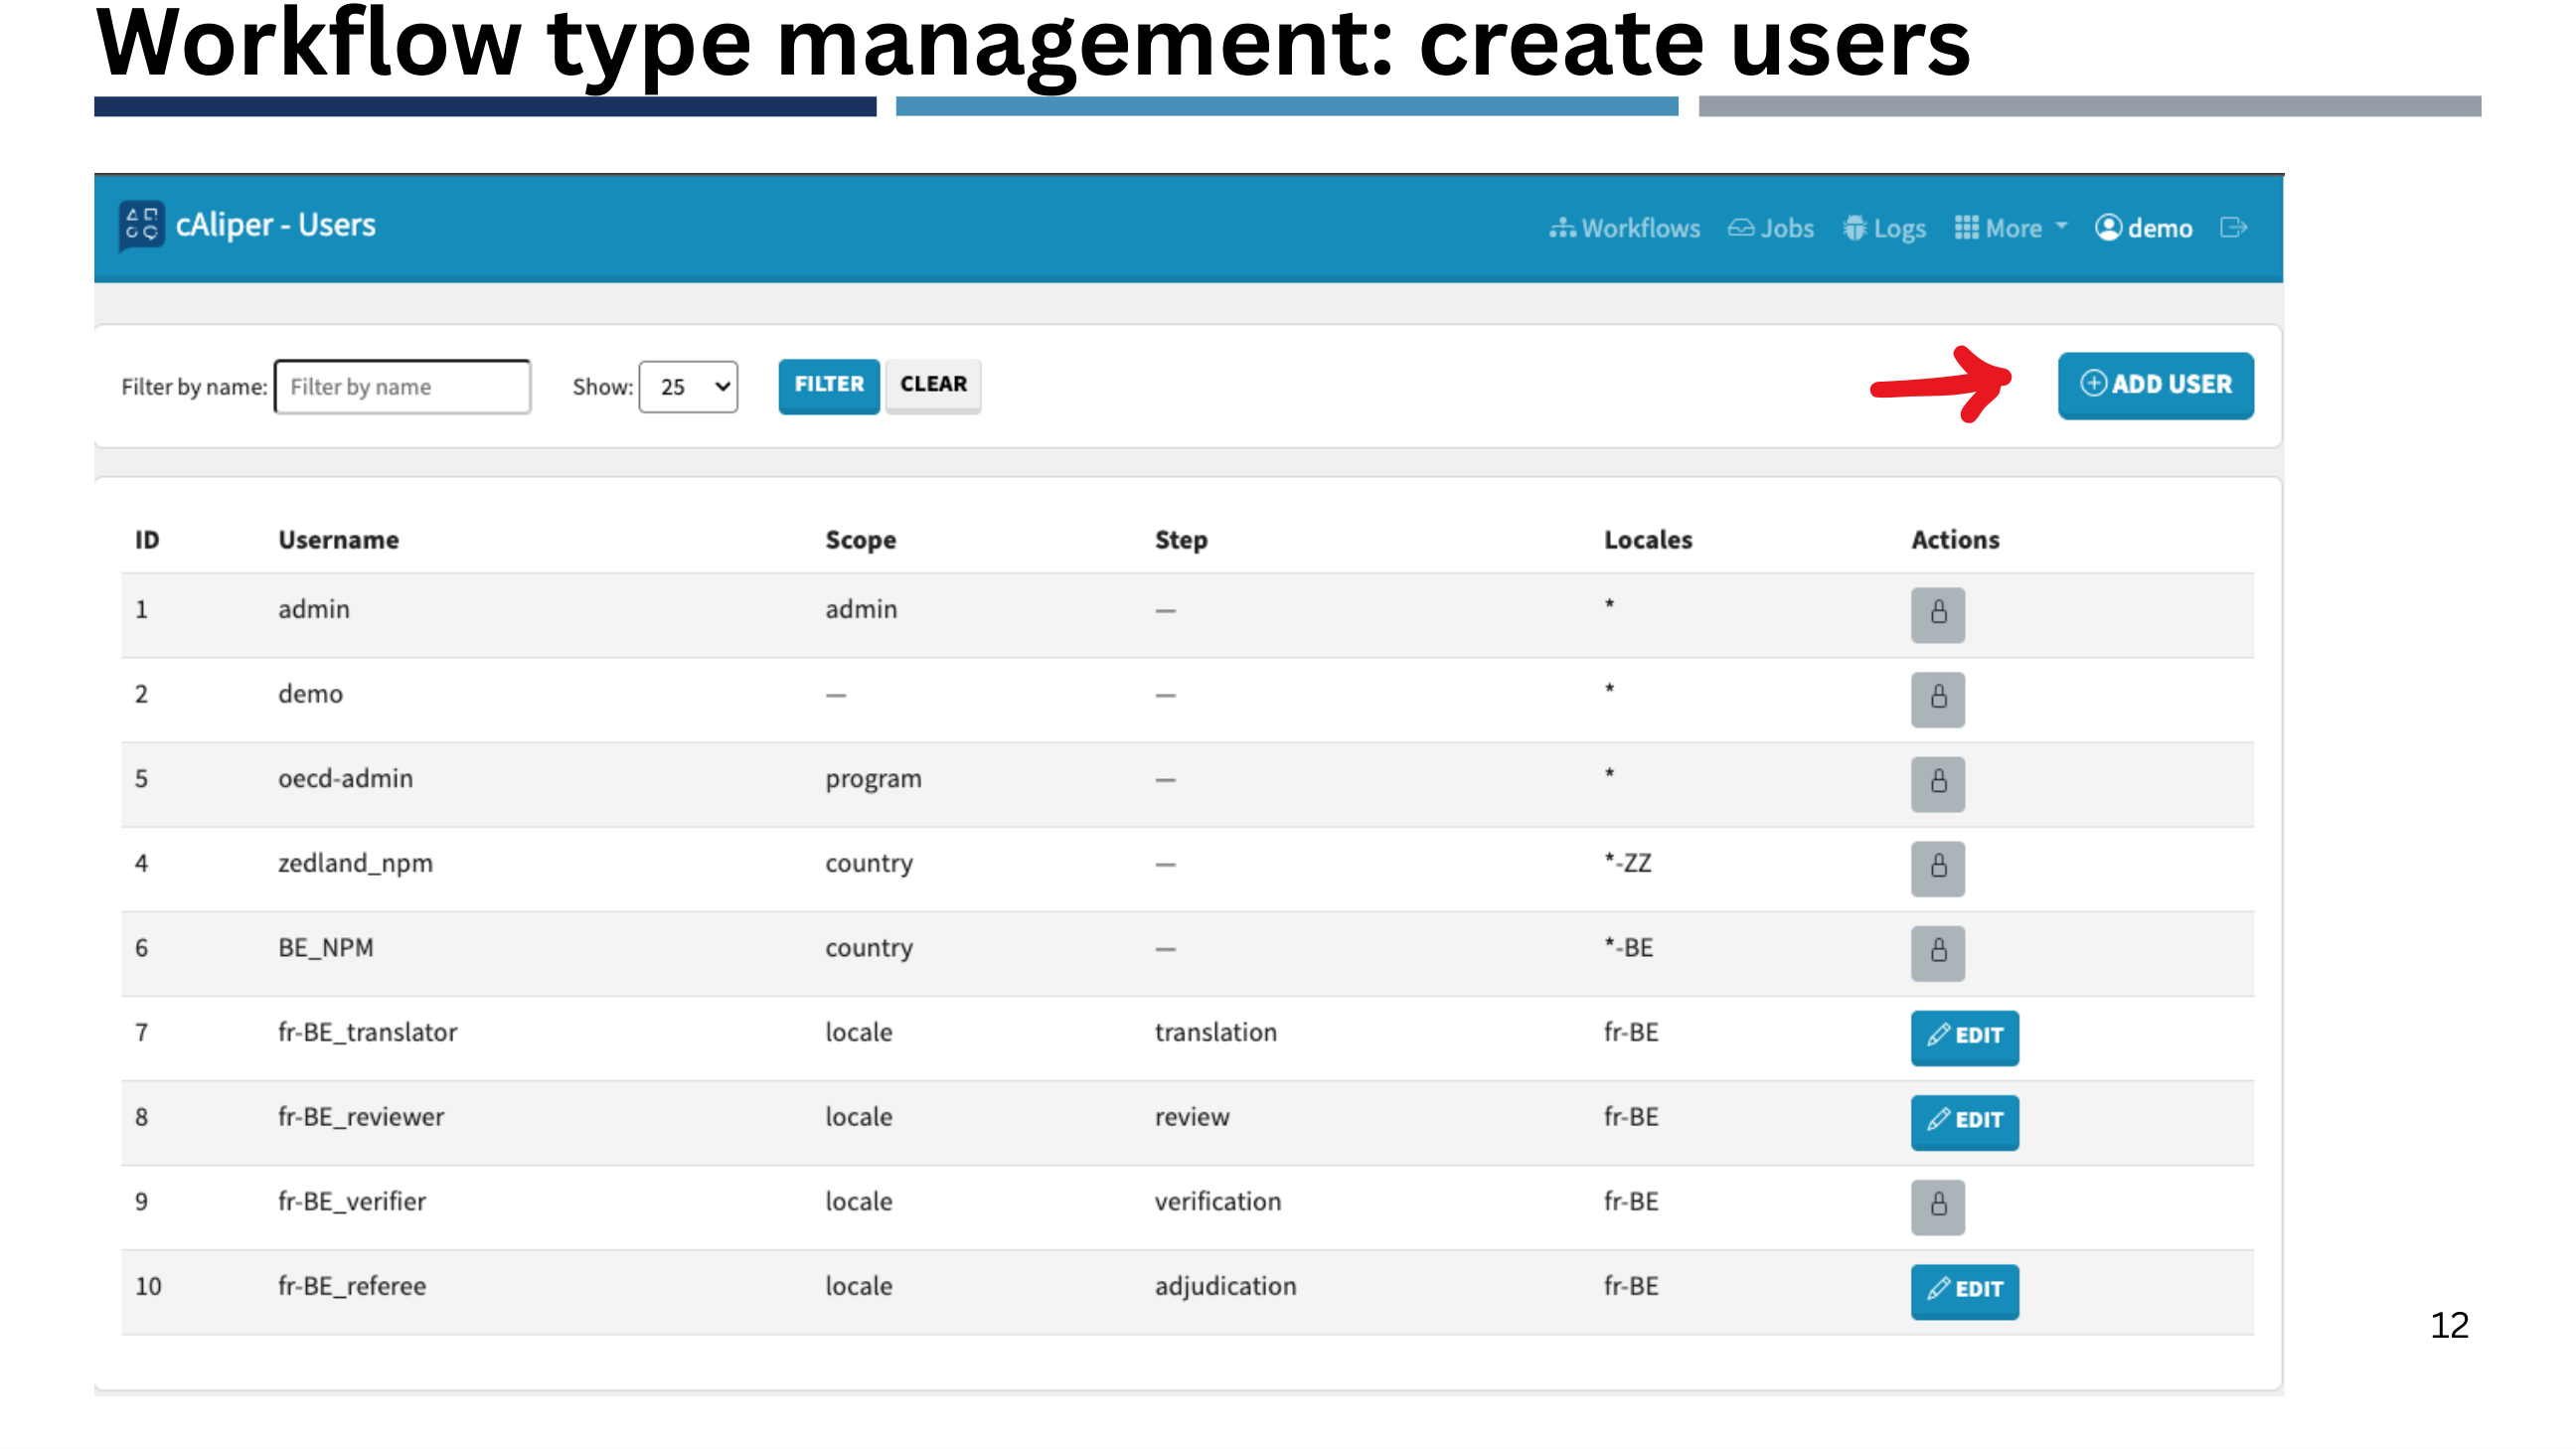 Workflow type management: create users
cAliper - Users
Workflows Jobs Logs More demo
Filter by name: Filter by name Show: 25 FILTER CLEAR ADD USER
ID Username Scope Step Locales Actions
1 admin admin — *
2 demo — — *
5 oecd-admin program — *
4 zedland_npm country — *-ZZ
6 BE_NPM country — *-BE
7 fr-BE_translator locale translation fr-BE EDIT
8 fr-BE_reviewer locale review fr-BE EDIT
9 fr-BE_verifier locale verification fr-BE
10 fr-BE_referee locale adjudication fr-BE EDIT
12